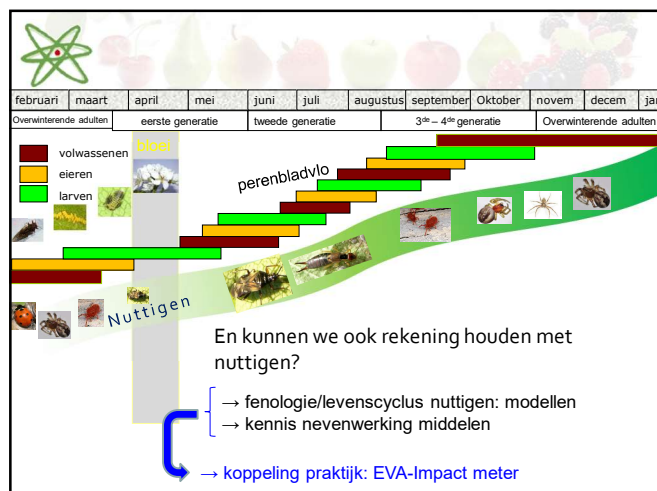 februari maart april mei juni juli augustus september Oktober novem decem jan
Overwinterende adulten eerste generatie tweede generatie 3de – 4de generatie Overwinterende adulten
bloei
volwassenen
eieren
larven
perenbladvlo
Nuttigen
En kunnen we ook rekening houden met
nuttigen?
→ fenologie/levenscyclus nuttigen: modellen
→ kennis nevenwerking middelen
→ koppeling praktijk: EVA-Impact meter